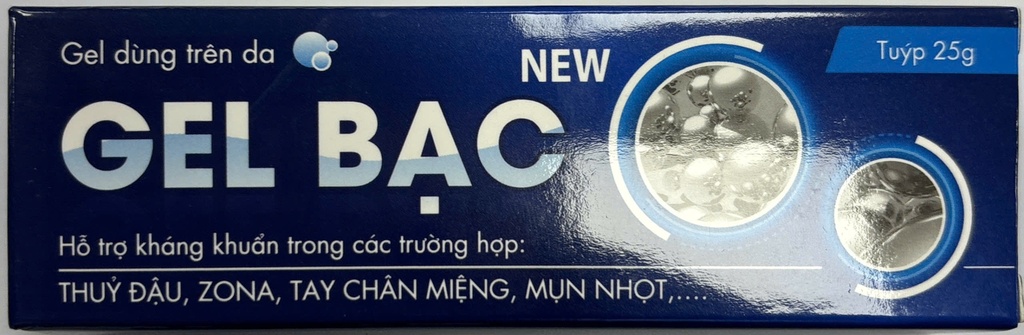 Gel dùng trên da
NEW
Tuýp 25g
GEL BẠC
Hỗ trợ kháng khuẩn trong các trường hợp:
THUỶ ĐẬU, ZONA, TAY CHÂN MIỆNG, MỤN NHỌT,....